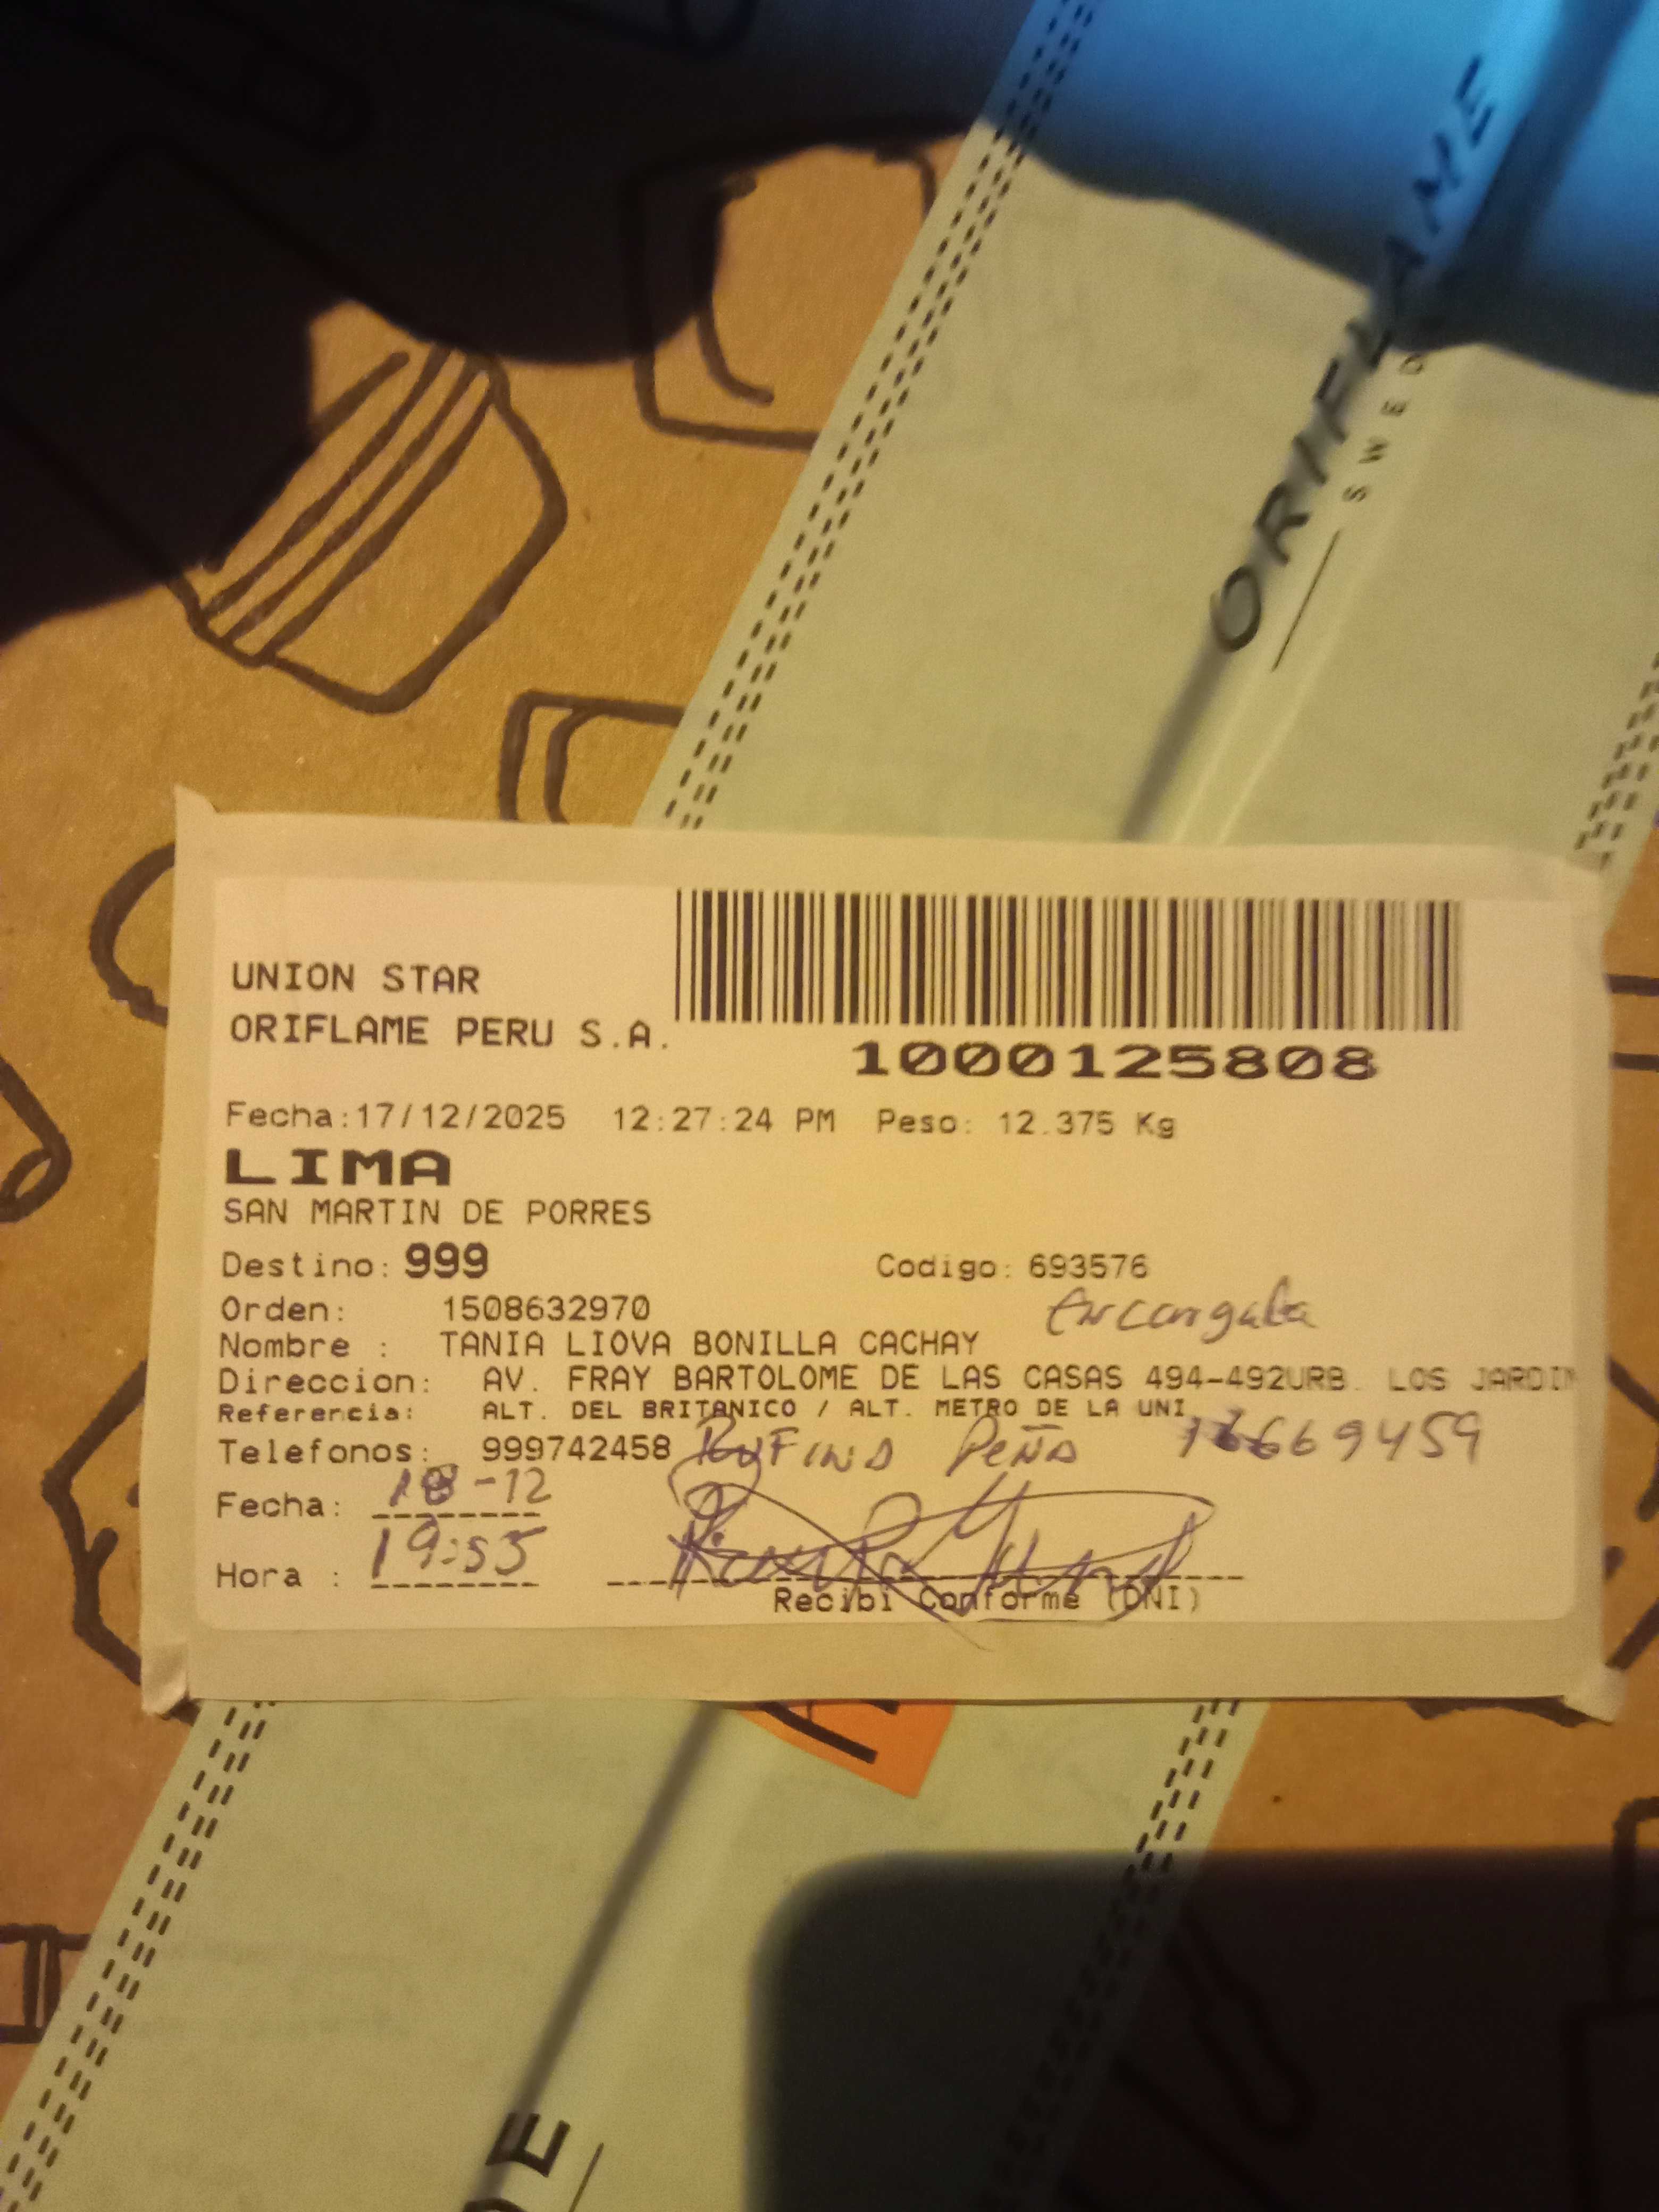 ORIFLAME
SWED
UNION STAR
ORIFLAME PERU S.A.
1000125808
Fecha:17/12/2025 12:27:24 PM Peso: 12.375 Kg
LIMA
SAN MARTIN DE PORRES
Destino: 999 Codigo: 693576
Orden: 1508632970 Encargada
Nombre : TANIA LIOVA BONILLA CACHAY
Direccion: AV. FRAY BARTOLOME DE LAS CASAS 494-492URB. LOS JARDIN
Referencia: ALT. DEL BRITANICO / ALT. METRO DE LA UNI
Telefonos: 999742458 RUFINO PEÑA
Fecha: 18-12
Hora : 19:55
Recibi Conforme (DNI)